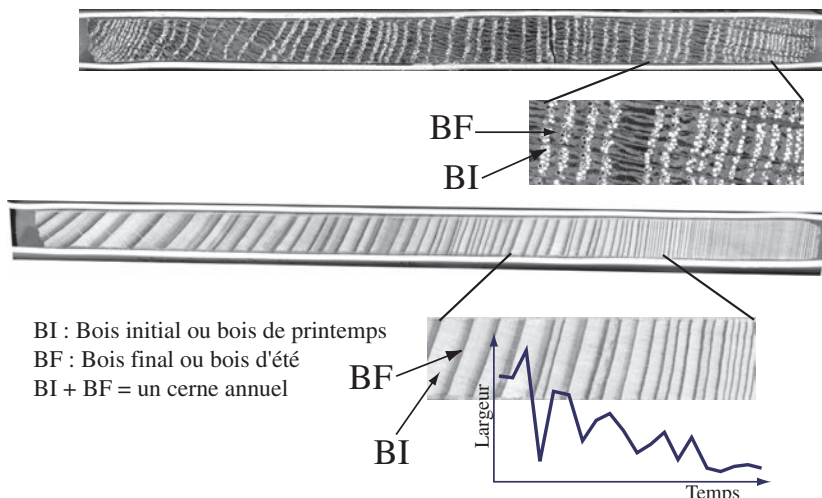 BF
BI
BI : Bois initial ou bois de printemps
BF : Bois final ou bois d'été
BI + BF = un cerne annuel
BF
BI
Largeur
Temps